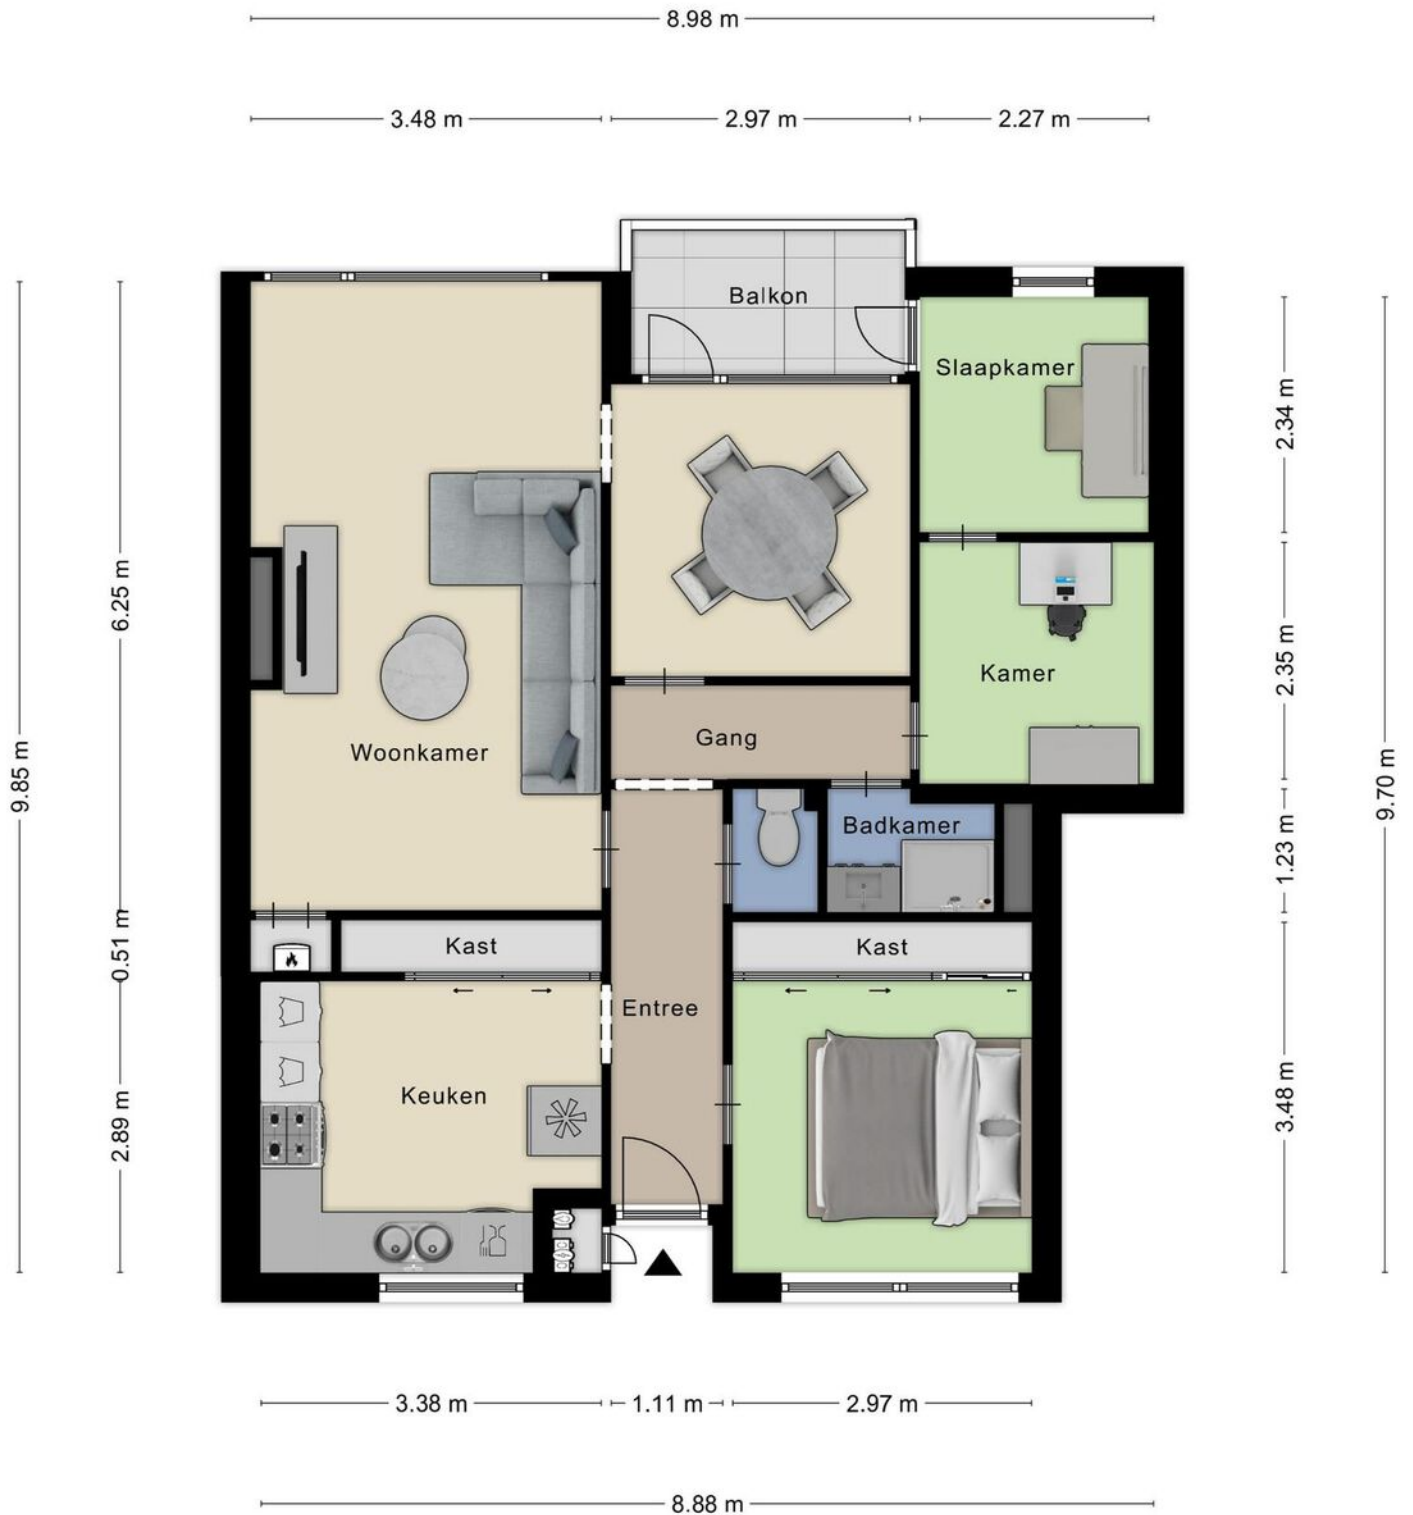 8.98 m
3.48 m
2.97 m
2.27 m
Balkon
Slaapkamer
2.34 m
6.25 m
2.35 m
Kamer
Gang
Woonkamer
9.85 m
9.70 m
Badkamer
1.23 m
0.51 m
Kast
Kast
Entree
Keuken
2.89 m
3.48 m
3.38 m
1.11 m
2.97 m
8.88 m